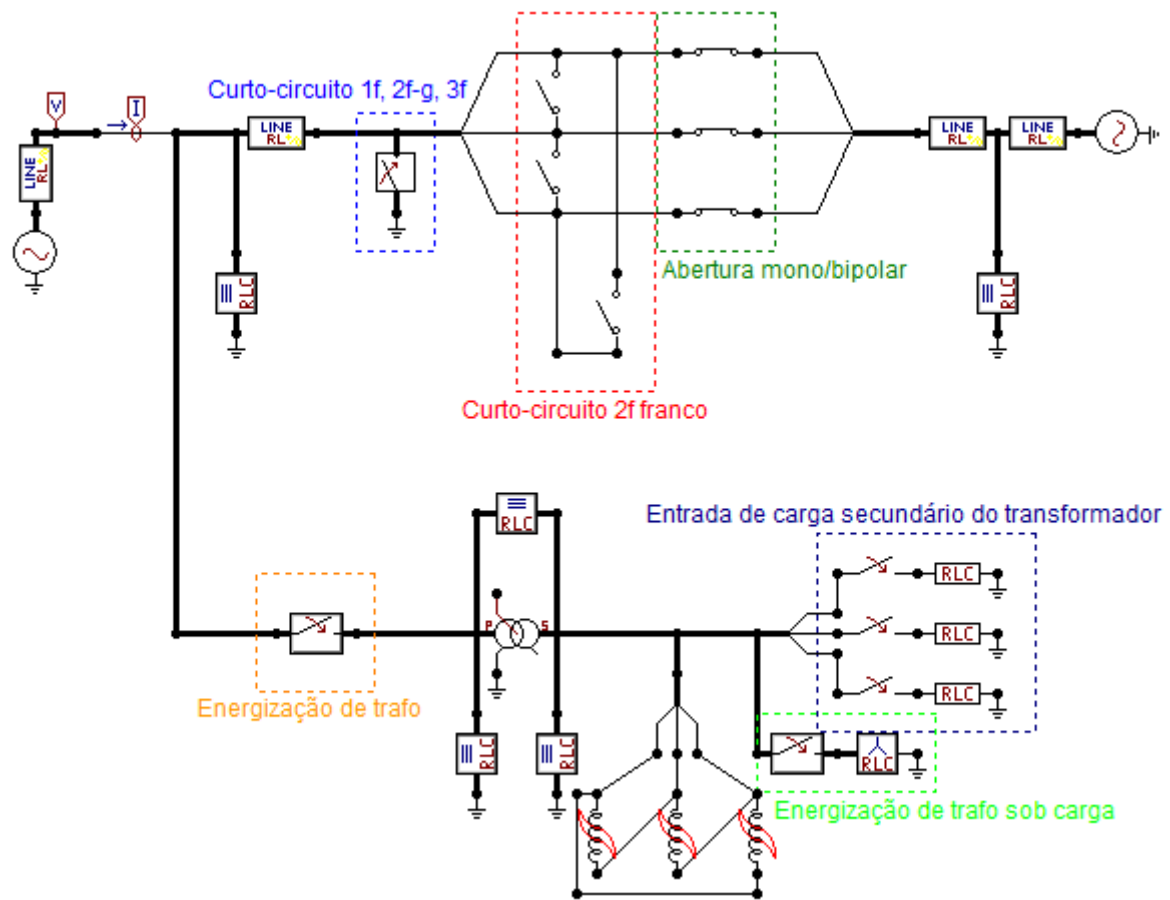 Curto-circuito 1f, 2f-g, 3f
V
I
LINE
RL%
LINE
RL%
LINE
RL%
LINE
RL%
RLC
RLC
Abertura mono/bipolar
Curto-circuito 2f franco
RLC
Entrada de carga secundário do transformador
RLC
P
S
RLC
RLC
Energização de trafo
RLC
RLC
RLC
Energização de trafo sob carga